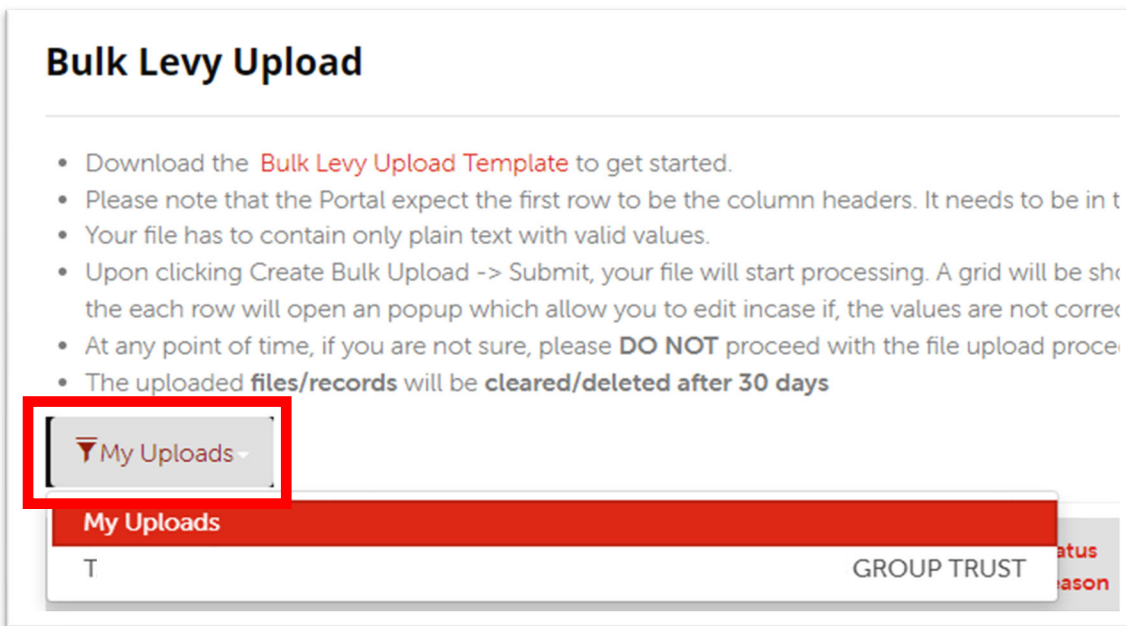 Bulk Levy Upload
Download the Bulk Levy Upload Template to get started.
Please note that the Portal expect the first row to be the column headers. It needs to be in
Your file has to contain only plain text with valid values.
Upon clicking Create Bulk Upload -> Submit, your file will start processing. A grid will be
the each row will open an popup which allow you to edit incase if, the values are not
At any point of time, if you are not sure, please DO NOT proceed with the file upload
The uploaded files/records will be cleared/deleted after 30 days
My Uploads
My Uploads
T GROUP TRUST